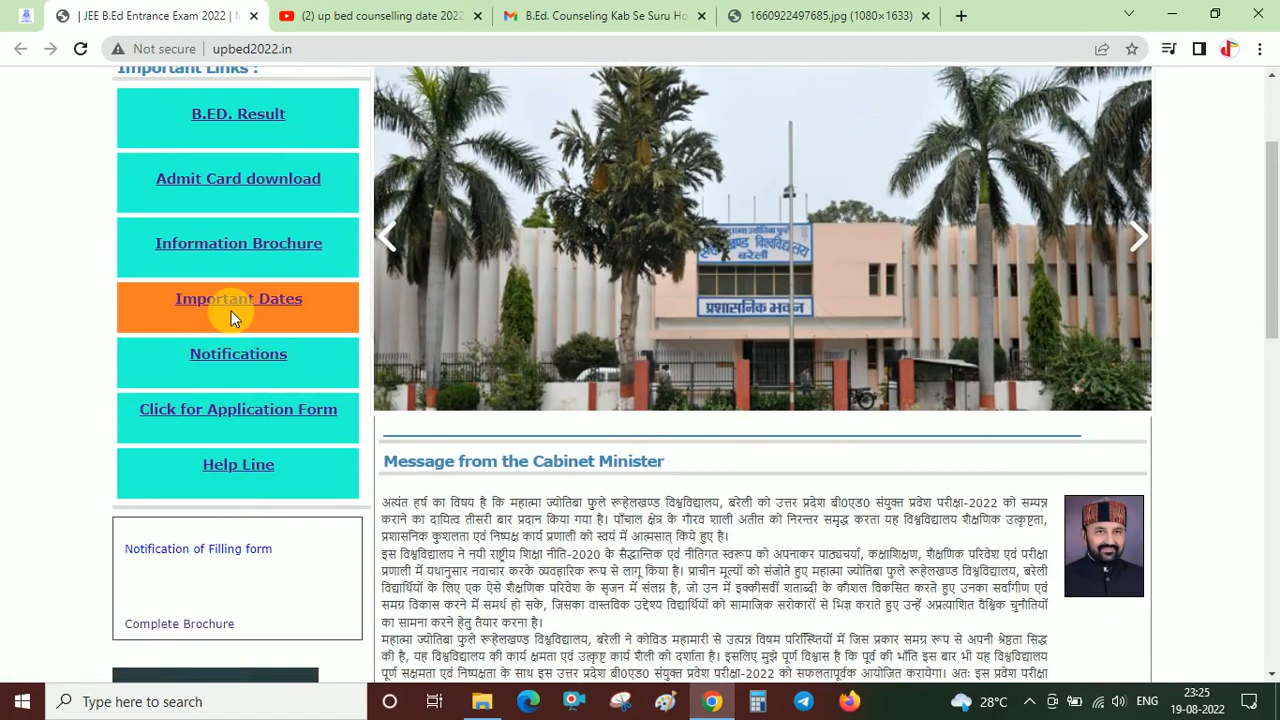 JEE B.Ed Entrance Exam 2022 |
(2) up bed counselling date 2022
B.Ed. Counseling Kab Se Suru Ho
1660922497685.jpg (1080×1633)
Not secure
upbed2022.in
Important Links :
B.ED. Result
Admit Card download
Information Brochure
Important Dates
Notifications
Click for Application Form
Help Line
Notification of Filling form
Complete Brochure
महात्मा ज्योतिबा फुले
रूहेलखण्ड विश्वविद्यालय
बरेली
प्रशासनिक भवन
Message from the Cabinet Minister
अत्यंत हर्ष का विषय है कि महात्मा ज्योतिबा फुले रूहेलखण्ड विश्वविद्यालय, बरेली को उत्तर प्रदेश बी0एड0 संयुक्त प्रवेश परीक्षा-2022 को सम्पन्न
कराने का दायित्व तीसरी बार प्रदान किया गया है। पाँचाल क्षेत्र के गौरव शाली अतीत को निरन्तर समृद्ध करता यह विश्वविद्यालय शैक्षणिक उत्कृष्टता,
प्रशासनिक कुशलता एवं निष्पक्ष कार्य प्रणाली को स्वयं में आत्मसात् किये हुए है।
इस विश्वविद्यालय ने नयी राष्ट्रीय शिक्षा नीति-2020 के सैद्धान्तिक एवं नीतिगत स्वरूप को अपनाकर पाठ्यचर्या, कक्षाशिक्षण, शैक्षणिक परिवेश एवं परीक्षा
प्रणाली में यथानुसार नवाचार करके व्यवहारिक रूप से लागू किया है। प्राचीन मूल्यों को संजोते हुए महात्मा ज्योतिबा फुले रूहेलखण्ड विश्वविद्यालय, बरेली
विद्यार्थियों के लिए एक ऐसे शैक्षणिक परिवेश के सृजन में संलग्न है, जो उन में इक्कीसवीं शताब्दी के कौशल विकसित करते हुए उनका सर्वांगीण एवं
समग्र विकास करने में समर्थ हो सके, जिसका वास्तविक उद्देश्य विद्यार्थियों को सामाजिक सरोकारों से भिज्ञ कराते हुए उन्हें अप्रत्याशित वैश्विक चुनौतियों
का सामना करने हेतु तैयार करना है।
महात्मा ज्योतिबा फुले रूहेलखण्ड विश्वविद्यालय, बरेली ने कोविड महामारी से उत्पन्न विषम परिस्थितियों में जिस प्रकार समग्र रूप से अपनी श्रेष्ठता सिद्ध
की है, यह विश्वविद्यालय की कार्य क्षमता एवं उत्कृष्ट कार्य शैली को दर्शाता है। इसलिए मुझे पूर्ण विश्वास है कि पूर्व की भाँति इस बार भी यह विश्वविद्यालय
पूर्ण सक्षमता एवं निष्पक्षता के साथ इस उत्तर प्रदेश बी0एड0 संयुक्त प्रवेश परीक्षा-2022 को सफलतापूर्वक आयोजित करायेगा। अतः इस प्रवेश परीक्षा
Type here to search
28°C
ENG
23:25
19-08-2022